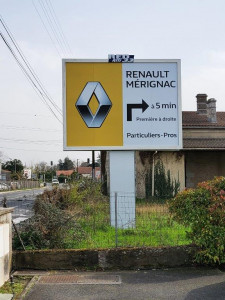 RENAULT
MÉRIGNAC
à 5 min
Première à droite
Particuliers-Pros